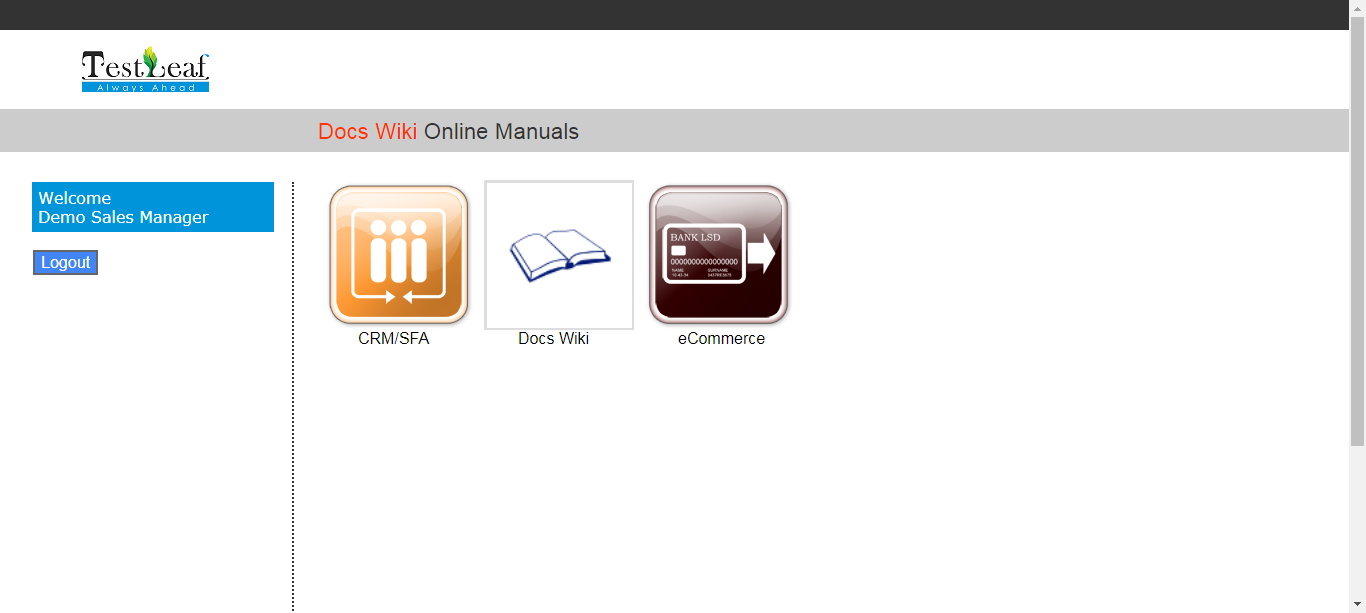 TestLeaf
Always Ahead
Docs Wiki Online Manuals
Welcome
Demo Sales Manager
Logout
BANK LSD
0000000000000000
NAME SURNAME
CRM/SFA
Docs Wiki
eCommerce